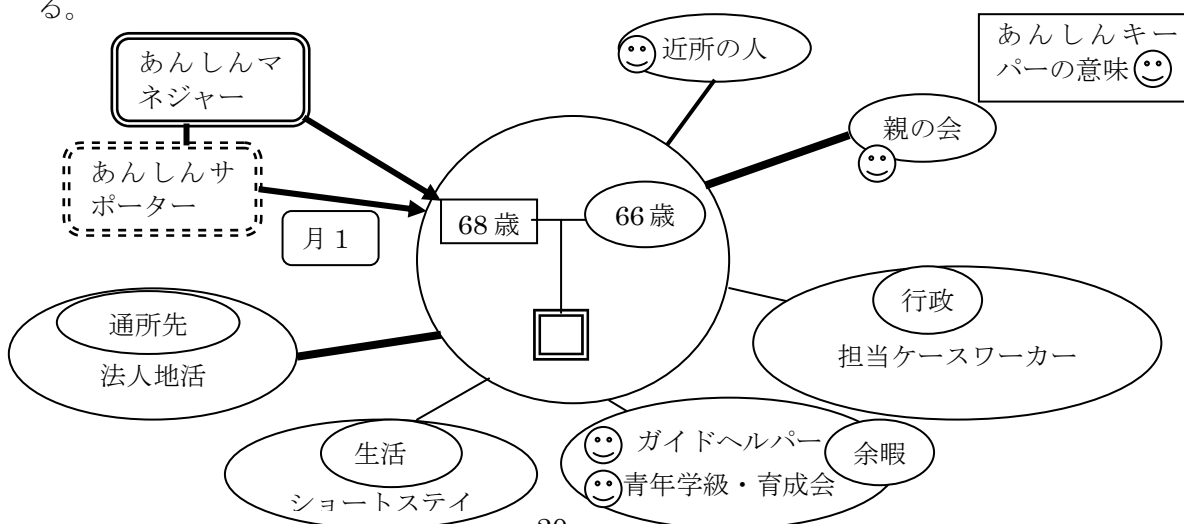 る。
あんしんマ
ネジャー
近所の人
あんしんキー
パーの意味
親の会
あんしんサ
ポーター
68 歳
66 歳
月 1
通所先
法人地活
行政
担当ケースワーカー
生活
ショートステイ
ガイドヘルパー
余暇
青年学級・育成会
20